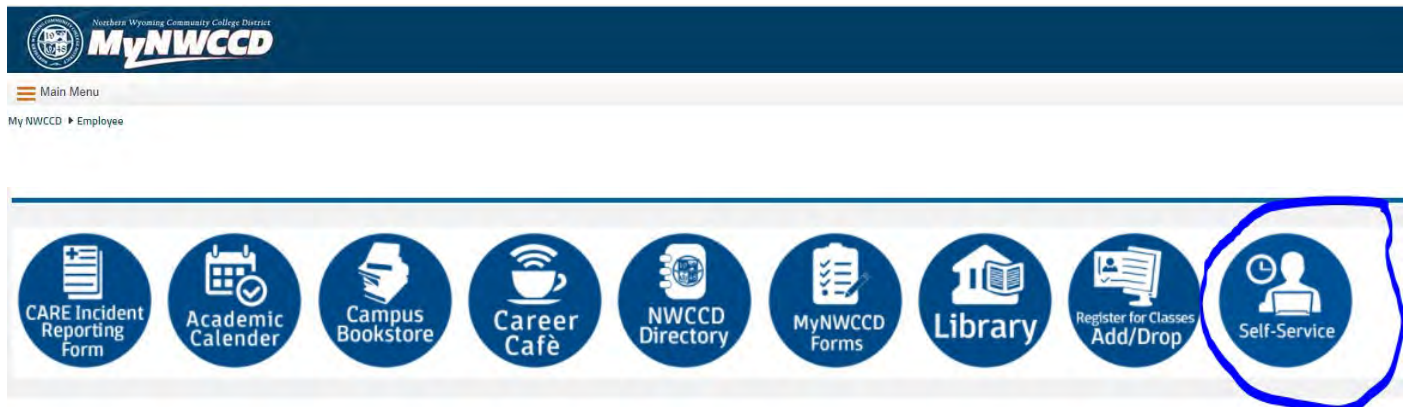 Northern Wyoming Community College District
MyNWCCD
Main Menu
My NWCCD ▶ Employee
CARE Incident
Reporting
Form
Academic
Calender
Campus
Bookstore
Career
Cafè
NWCCD
Directory
MyNWCCD
Forms
Library
Register for Classes
Add/Drop
Self-Service